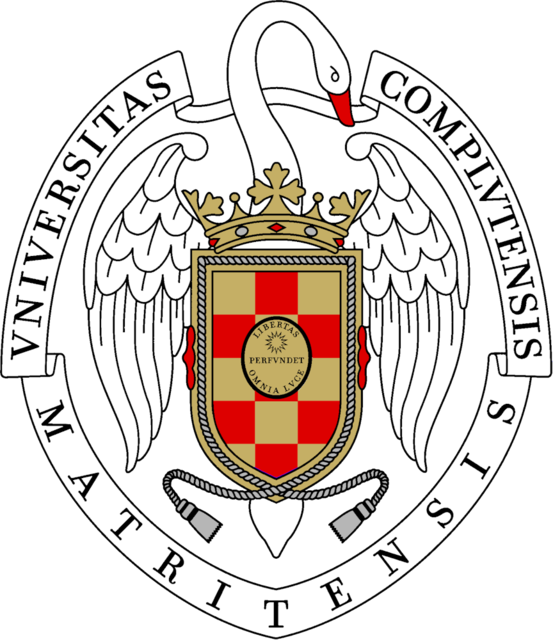 VNIVERSITAS
COMPLVTENSIS
MATRITENSIS
LIBERTAS
PERFVNDET
OMNIA LVCE